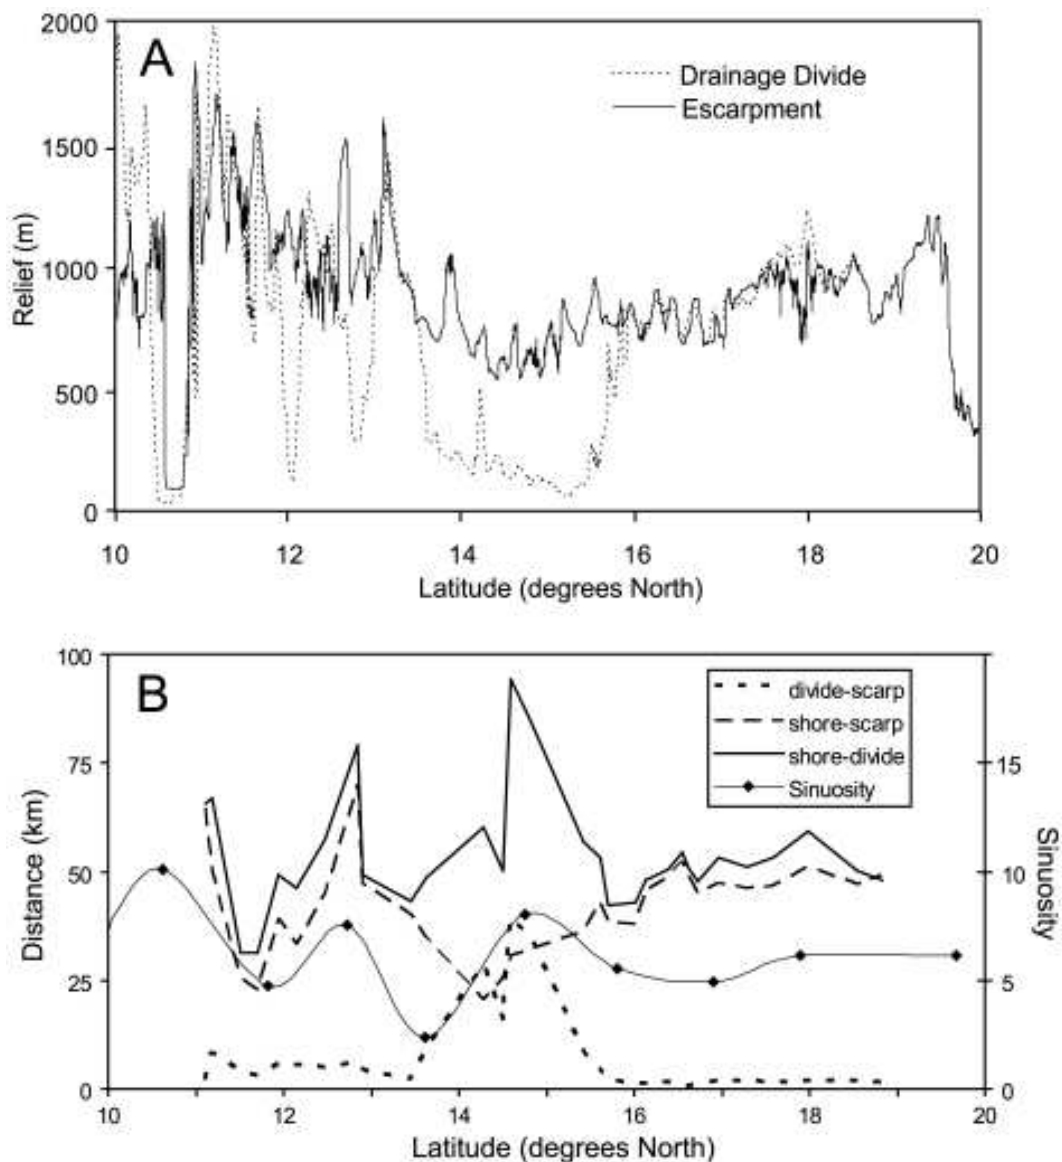 A
Drainage Divide
Escarpment
2000
1500
1000
500
0
Relief (m)
10 12 14 16 18 20
Latitude (degrees North)
B
divide-scarp
shore-scarp
shore-divide
Sinuosity
100
75
50
25
0
Distance (km)
15
10
5
0
Sinuosity
10 12 14 16 18 20
Latitude (degrees North)